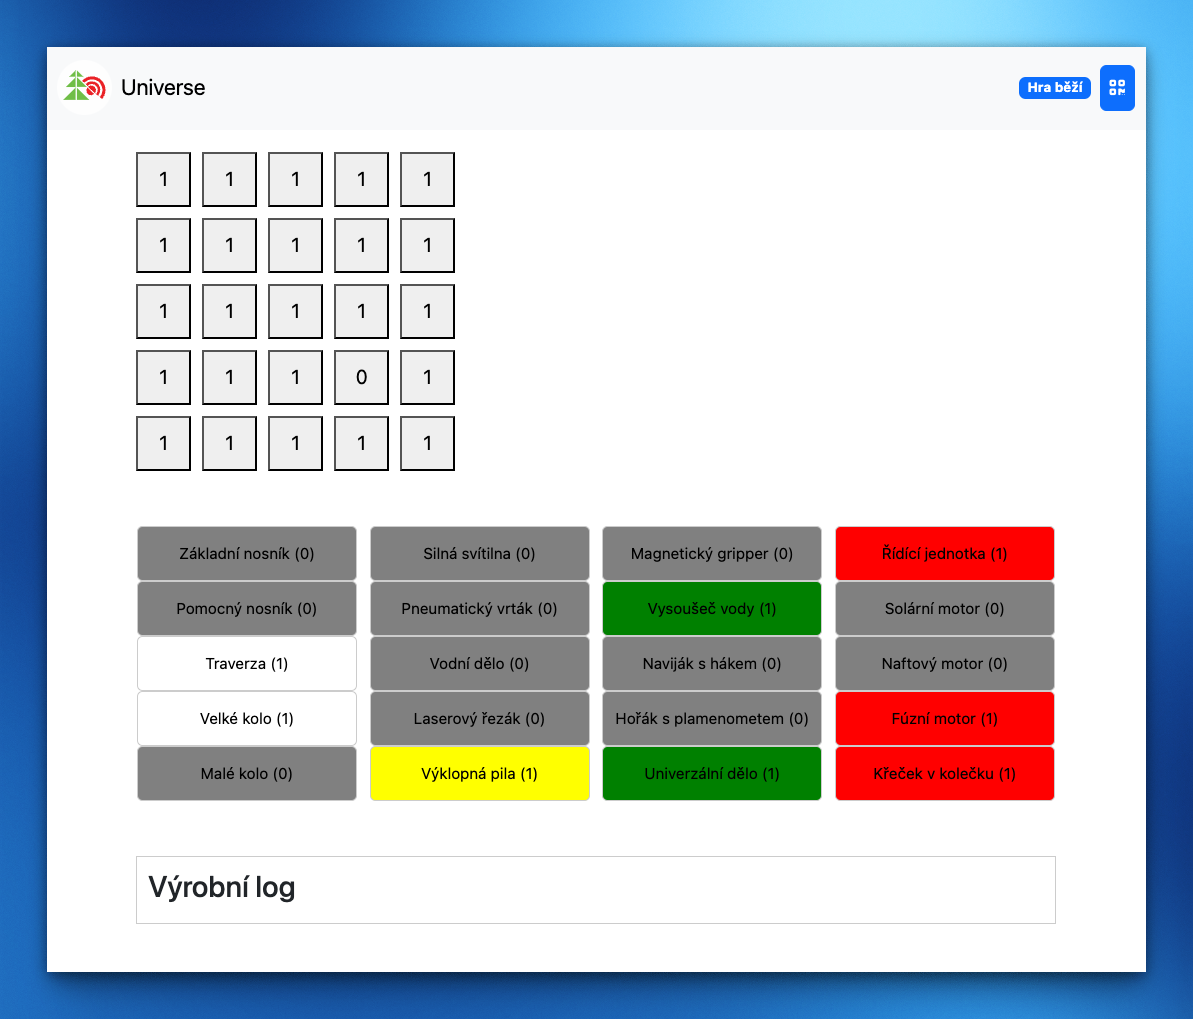 Universe
Hra běží
1 1 1 1 1
1 1 1 1 1
1 1 1 1 1
1 1 1 0 1
1 1 1 1 1
Základní nosník (0) Silná svítilna (0) Magnetický gripper (0) Řídící jednotka (1)
Pomocný nosník (0) Pneumatický vrták (0) Vysoušeč vody (1) Solární motor (0)
Traverza (1) Vodní dělo (0) Naviják s hákem (0) Naftový motor (0)
Velké kolo (1) Laserový řezák (0) Hořák s plamenometem (0) Fúzní motor (1)
Malé kolo (0) Výklopná pila (1) Univerzální dělo (1) Křeček v kolečku (1)
Výrobní log